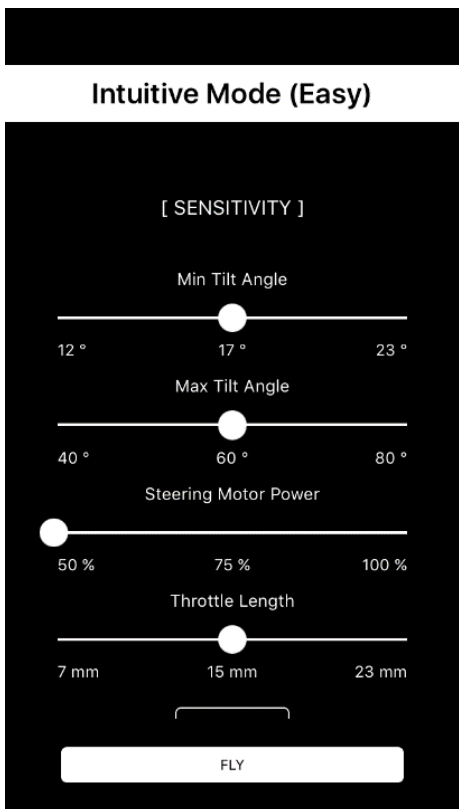 Intuitive Mode (Easy)
[ SENSITIVITY ]
Min Tilt Angle
12 ° 17 ° 23 °
Max Tilt Angle
40 ° 60 ° 80 °
Steering Motor Power
50 % 75 % 100 %
Throttle Length
7 mm 15 mm 23 mm
FLY